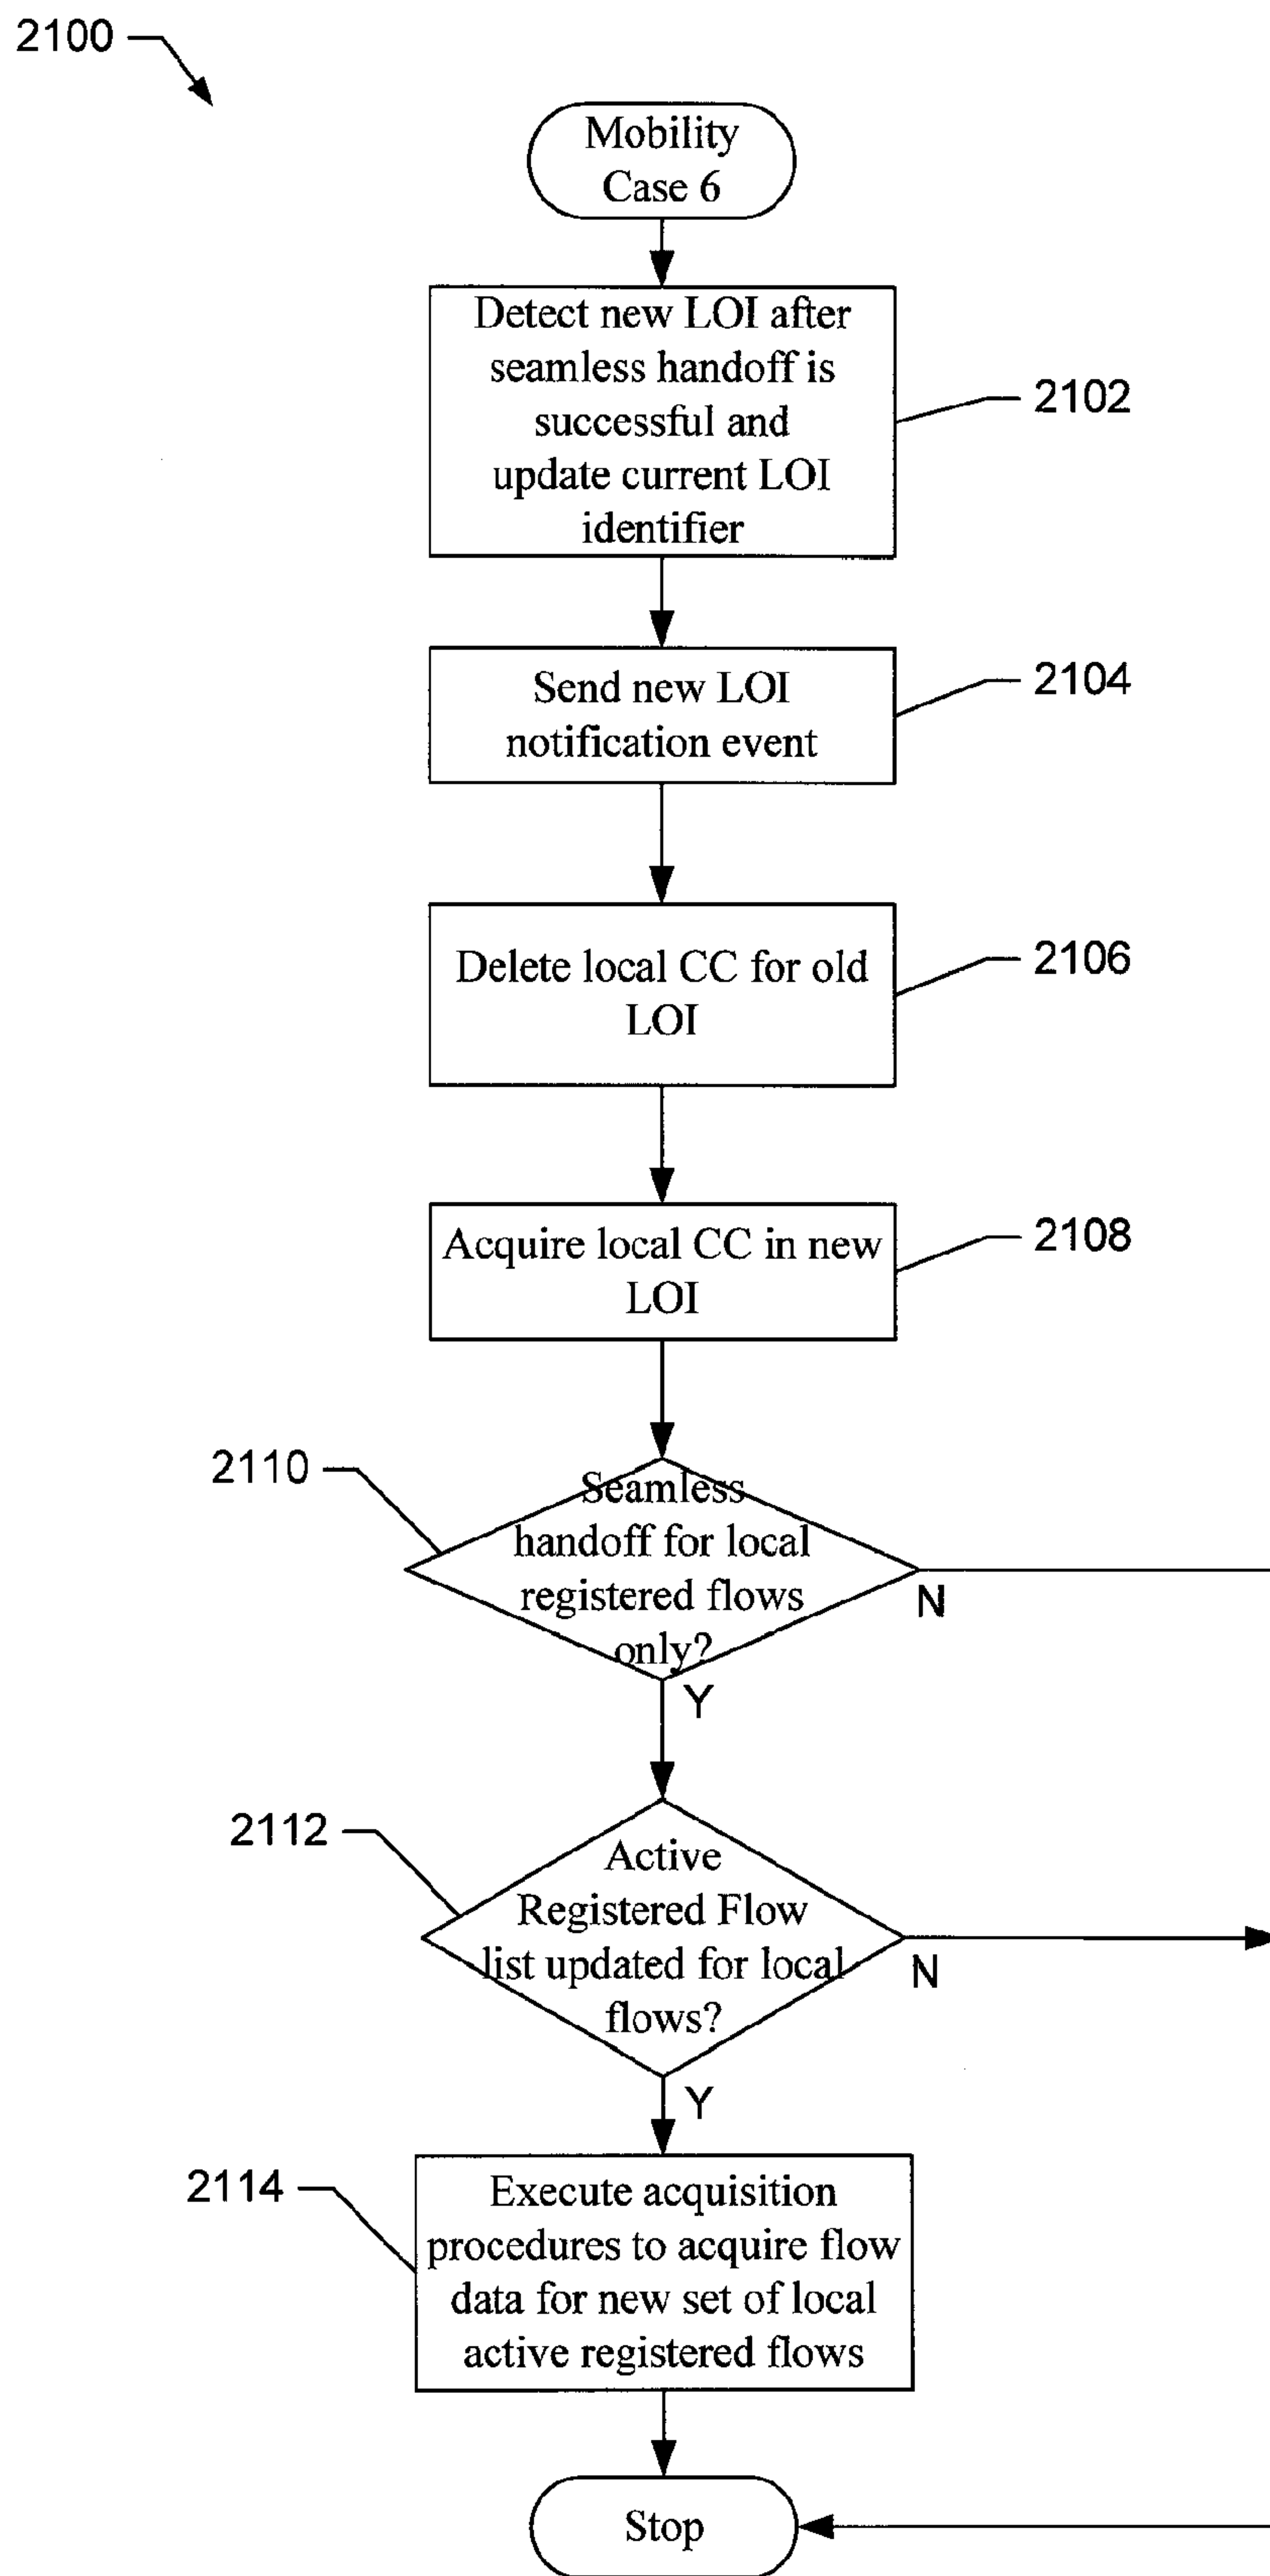 2100
Mobility
Case 6
Detect new LOI after
seamless handoff is
successful and
update current LOI
identifier
2102
Send new LOI
notification event
2104
Delete local CC for old
LOI
2106
Acquire local CC in new
LOI
2108
2110
Seamless
handoff for local
registered flows
only?
N
Y
2112
Active
Registered Flow
list updated for local
flows?
N
Y
2114
Execute acquisition
procedures to acquire flow
data for new set of local
active registered flows
Stop